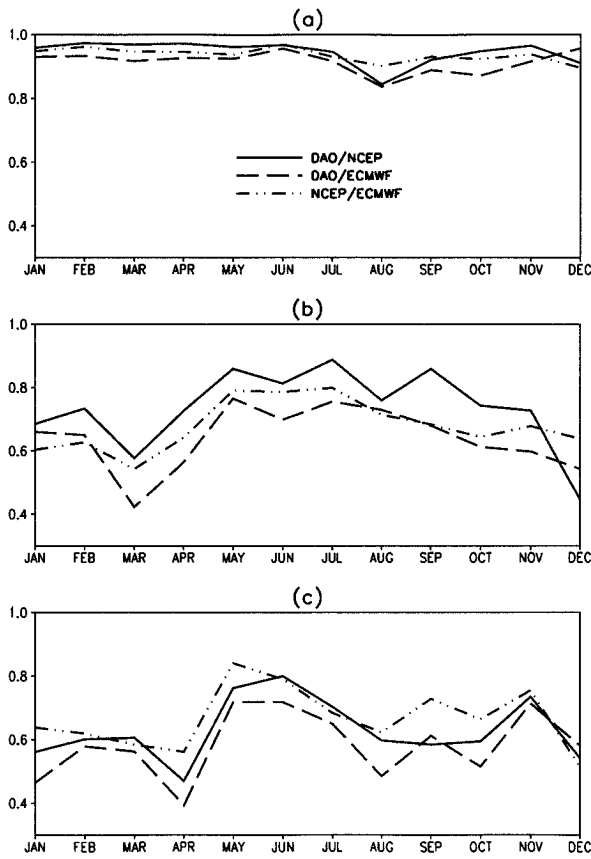 (a)
1.0
0.8
0.6
0.4
DAO/NCEP
DAO/ECMWF
NCEP/ECMWF
JAN FEB MAR APR MAY JUN JUL AUG SEP OCT NOV DEC
(b)
1.0
0.8
0.6
0.4
JAN FEB MAR APR MAY JUN JUL AUG SEP OCT NOV DEC
(c)
1.0
0.8
0.6
0.4
JAN FEB MAR APR MAY JUN JUL AUG SEP OCT NOV DEC